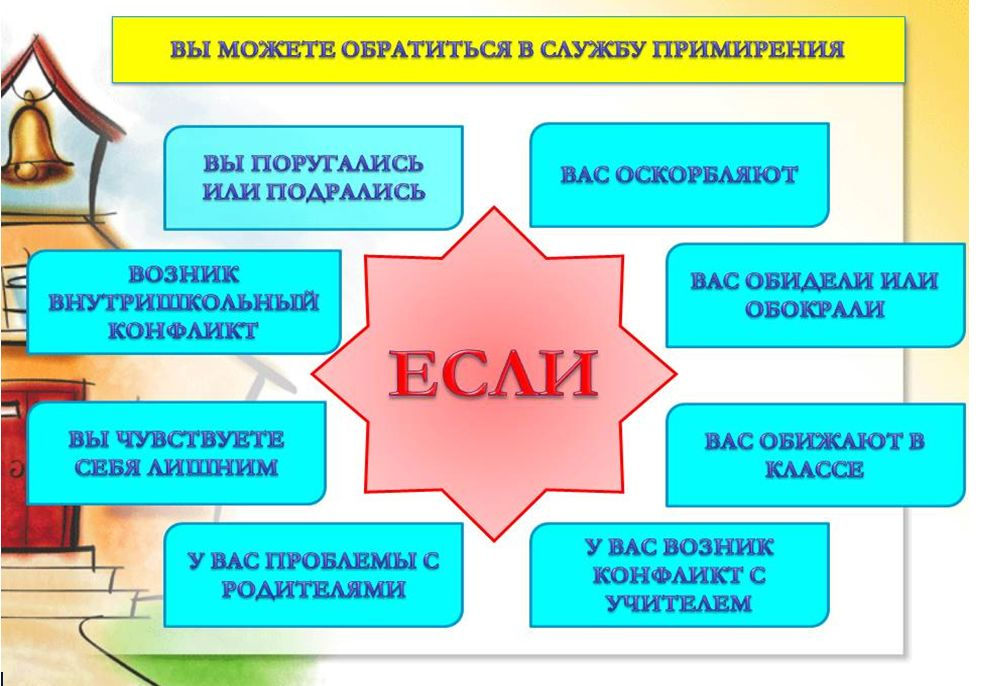 ВЫ МОЖЕТЕ ОБРАТИТЬСЯ В СЛУЖБУ ПРИМИРЕНИЯ
ВЫ ПОРУГАЛИСЬ
ИЛИ ПОДРАЛИСЬ
ВАС ОСКОРБЛЯЮТ
ВОЗНИК
ВНУТРИШКОЛЬНЫЙ
КОНФЛИКТ
ВАС ОБИДЕЛИ ИЛИ
ОБОКРАЛИ
ЕСЛИ
ВЫ ЧУВСТВУЕТЕ
СЕБЯ ЛИШНИМ
ВАС ОБИЖАЮТ В
КЛАССЕ
У ВАС ПРОБЛЕМЫ С
РОДИТЕЛЯМИ
У ВАС ВОЗНИК
КОНФЛИКТ С
УЧИТЕЛЕМ